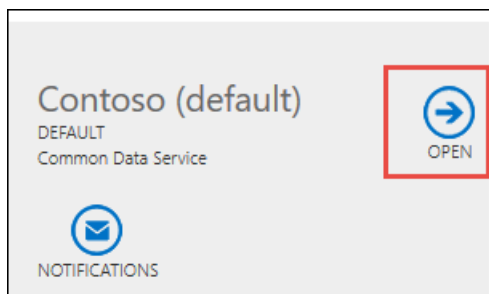 Contoso (default)
DEFAULT
Common Data Service
OPEN
NOTIFICATIONS